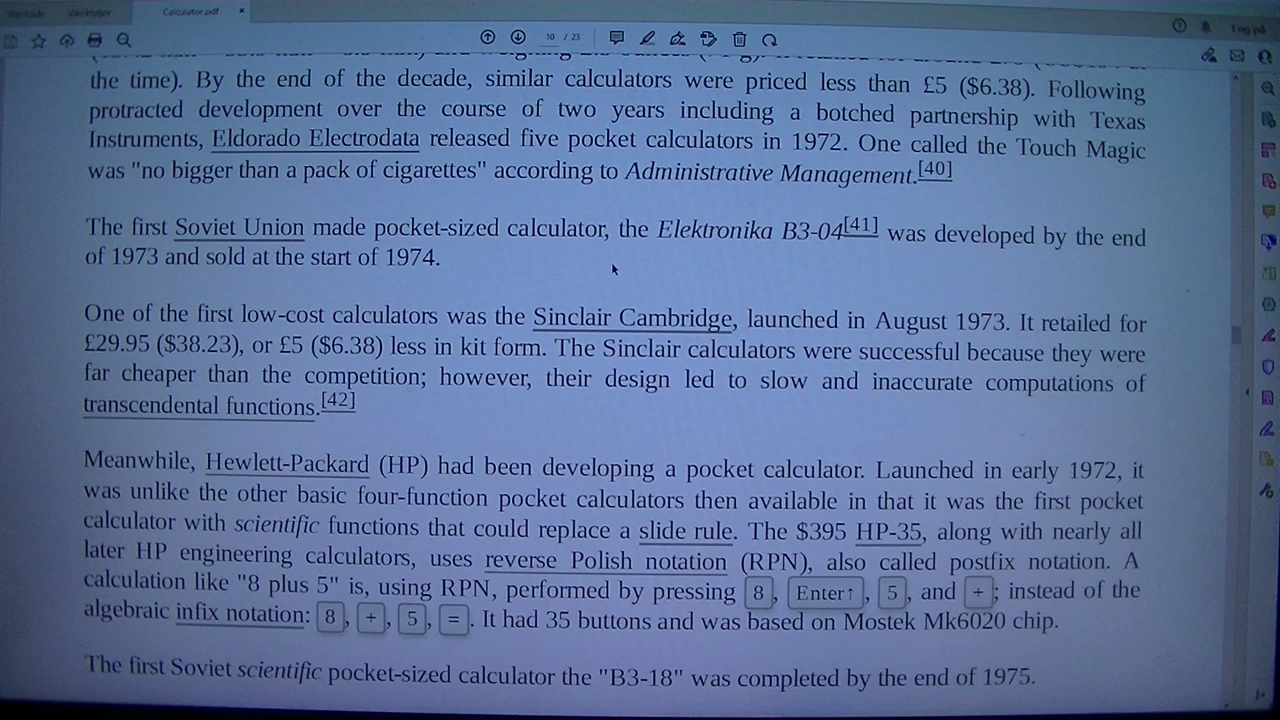 Startside Værktøjer Calculator.pdf ×
Log på
10 / 23
the time). By the end of the decade, similar calculators were priced less than £5 ($6.38). Following
protracted development over the course of two years including a botched partnership with Texas
Instruments, Eldorado Electrodata released five pocket calculators in 1972. One called the Touch Magic
was "no bigger than a pack of cigarettes" according to Administrative Management.[40]
The first Soviet Union made pocket-sized calculator, the Elektronika B3-04[41] was developed by the end
of 1973 and sold at the start of 1974.
One of the first low-cost calculators was the Sinclair Cambridge, launched in August 1973. It retailed for
£29.95 ($38.23), or £5 ($6.38) less in kit form. The Sinclair calculators were successful because they were
far cheaper than the competition; however, their design led to slow and inaccurate computations of
transcendental functions.[42]
Meanwhile, Hewlett-Packard (HP) had been developing a pocket calculator. Launched in early 1972, it
was unlike the other basic four-function pocket calculators then available in that it was the first pocket
calculator with scientific functions that could replace a slide rule. The $395 HP-35, along with nearly all
later HP engineering calculators, uses reverse Polish notation (RPN), also called postfix notation. A
calculation like "8 plus 5" is, using RPN, performed by pressing 8, Enter↑, 5, and +; instead of the
algebraic infix notation: 8, +, 5, =. It had 35 buttons and was based on Mostek Mk6020 chip.
The first Soviet scientific pocket-sized calculator the "B3-18" was completed by the end of 1975.